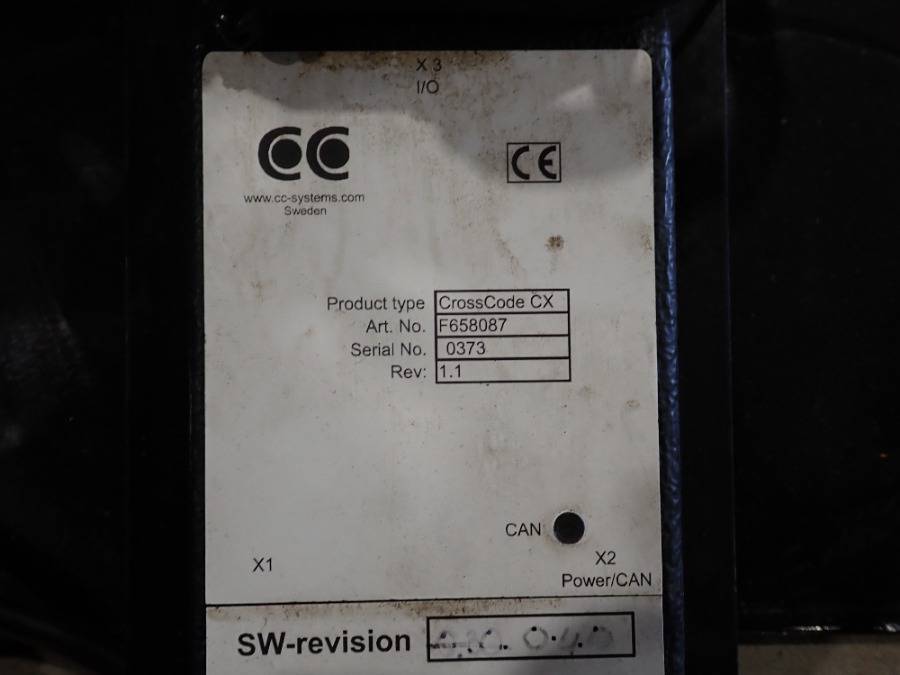 X 3
I/O
CC
CE
www.cc-systems.com
Sweden
Product type CrossCode CX
Art. No. F658087
Serial No. 0373
Rev: 1.1
CAN
X1
X2
Power/CAN
SW-revision